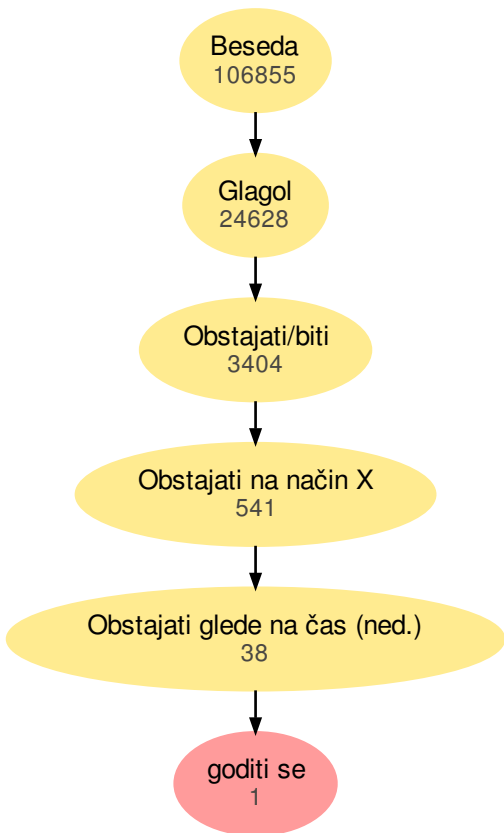 Beseda
106855
Glagol
24628
Obstajati/biti
3404
Obstajati na način X
541
Obstajati glede na čas (ned.)
38
goditi se
1